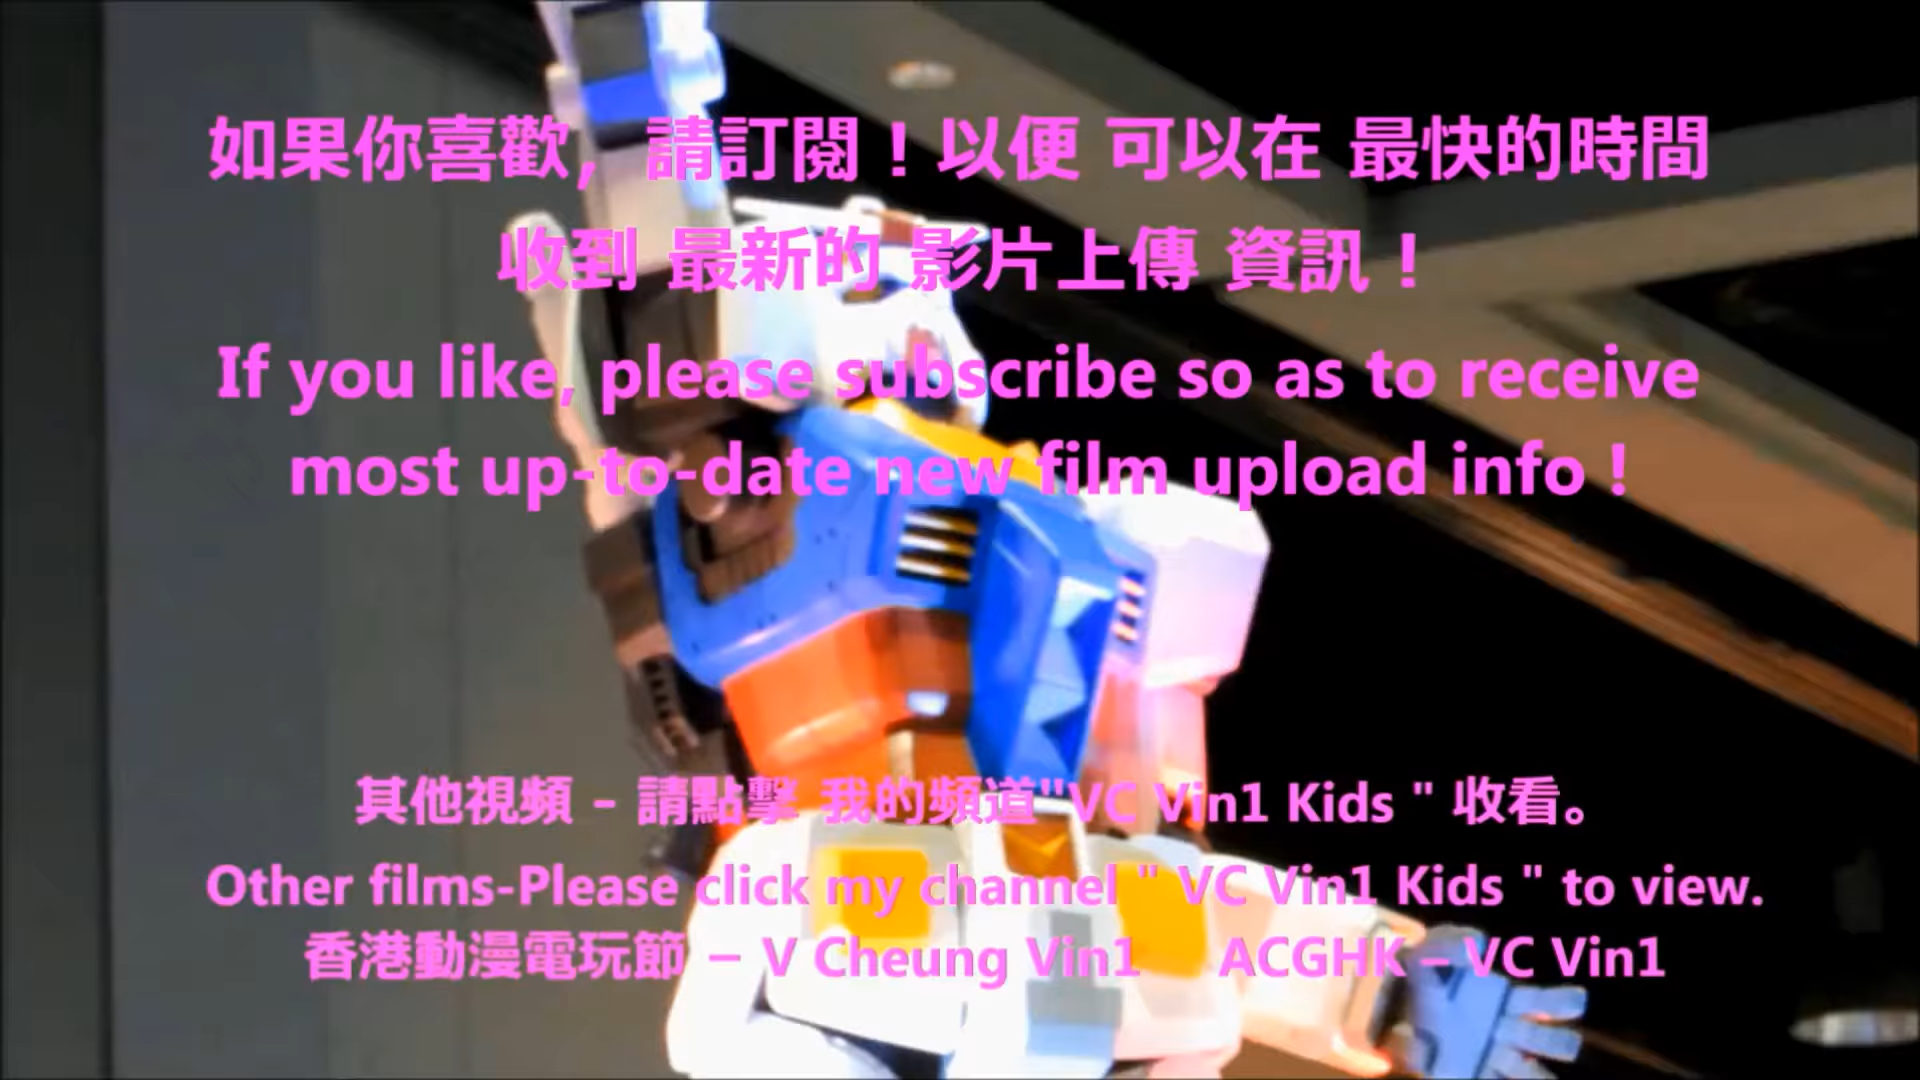 如果你喜歡，請訂閱！以便 可以在 最快的時間
收到 最新的 影片上傳 資訊！
If you like, please subscribe so as to receive
most up-to-date new film upload info !
其他視頻 – 請點擊 我的頻道"VC Vin1 Kids " 收看。
Other films-Please click my channel " VC Vin1 Kids " to view.
香港動漫電玩節 – V Cheung Vin1 ACGHK – VC Vin1